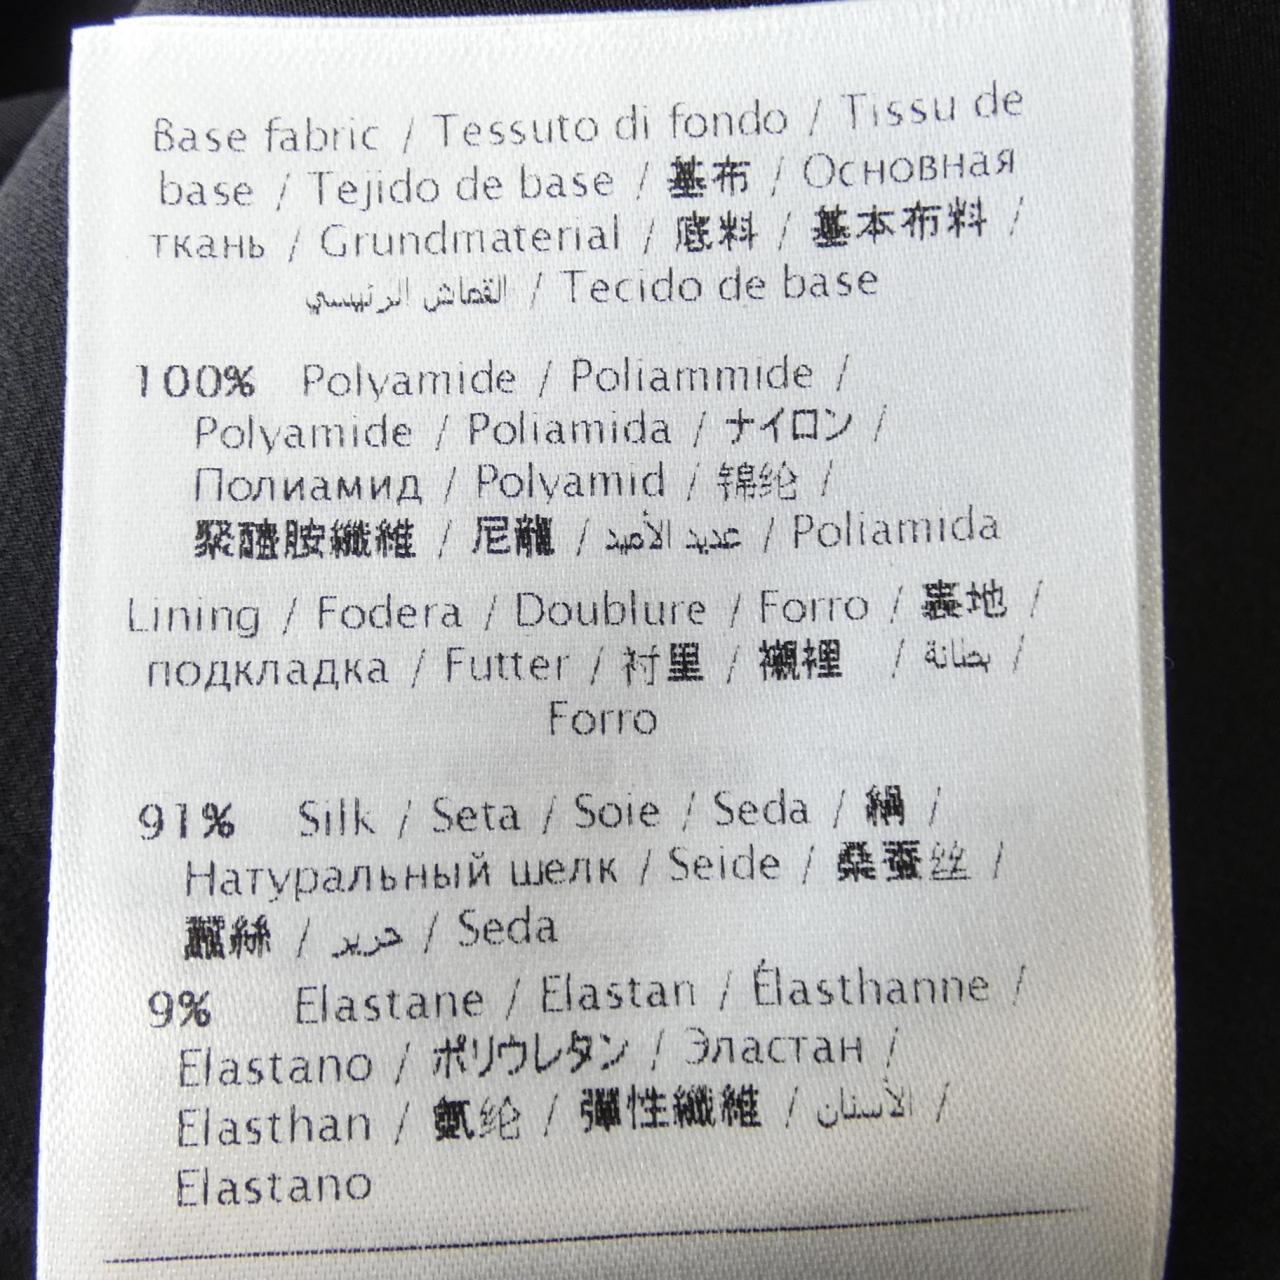 Base fabric / Tessuto di fondo / Tissu de
base / Tejido de base / 基布 / Основная
ткань / Grundmaterial / 底料 / 基本布料 /
القماش الرئيسي / Tecido de base
100% Polyamide / Poliammide /
Polyamide / Poliamida / ナイロン /
Полиамид / Polyamid / 锦纶 /
聚醯胺纖維 / 尼龍 / عديد الأميد / Poliamida
Lining / Fodera / Doublure / Forro / 裏地 /
подкладка / Futter / 衬里 / 襯裡 / بطانة /
Forro
91% Silk / Seta / Soie / Seda / 絹 /
Натуральный шелк / Seide / 桑蚕丝 /
蠶絲 / حرير / Seda
9% Elastane / Elastan / Élasthanne /
Elastano / ポリウレタン / Эластан /
Elasthan / 氨纶 / 彈性纖維 / الأستان /
Elastano